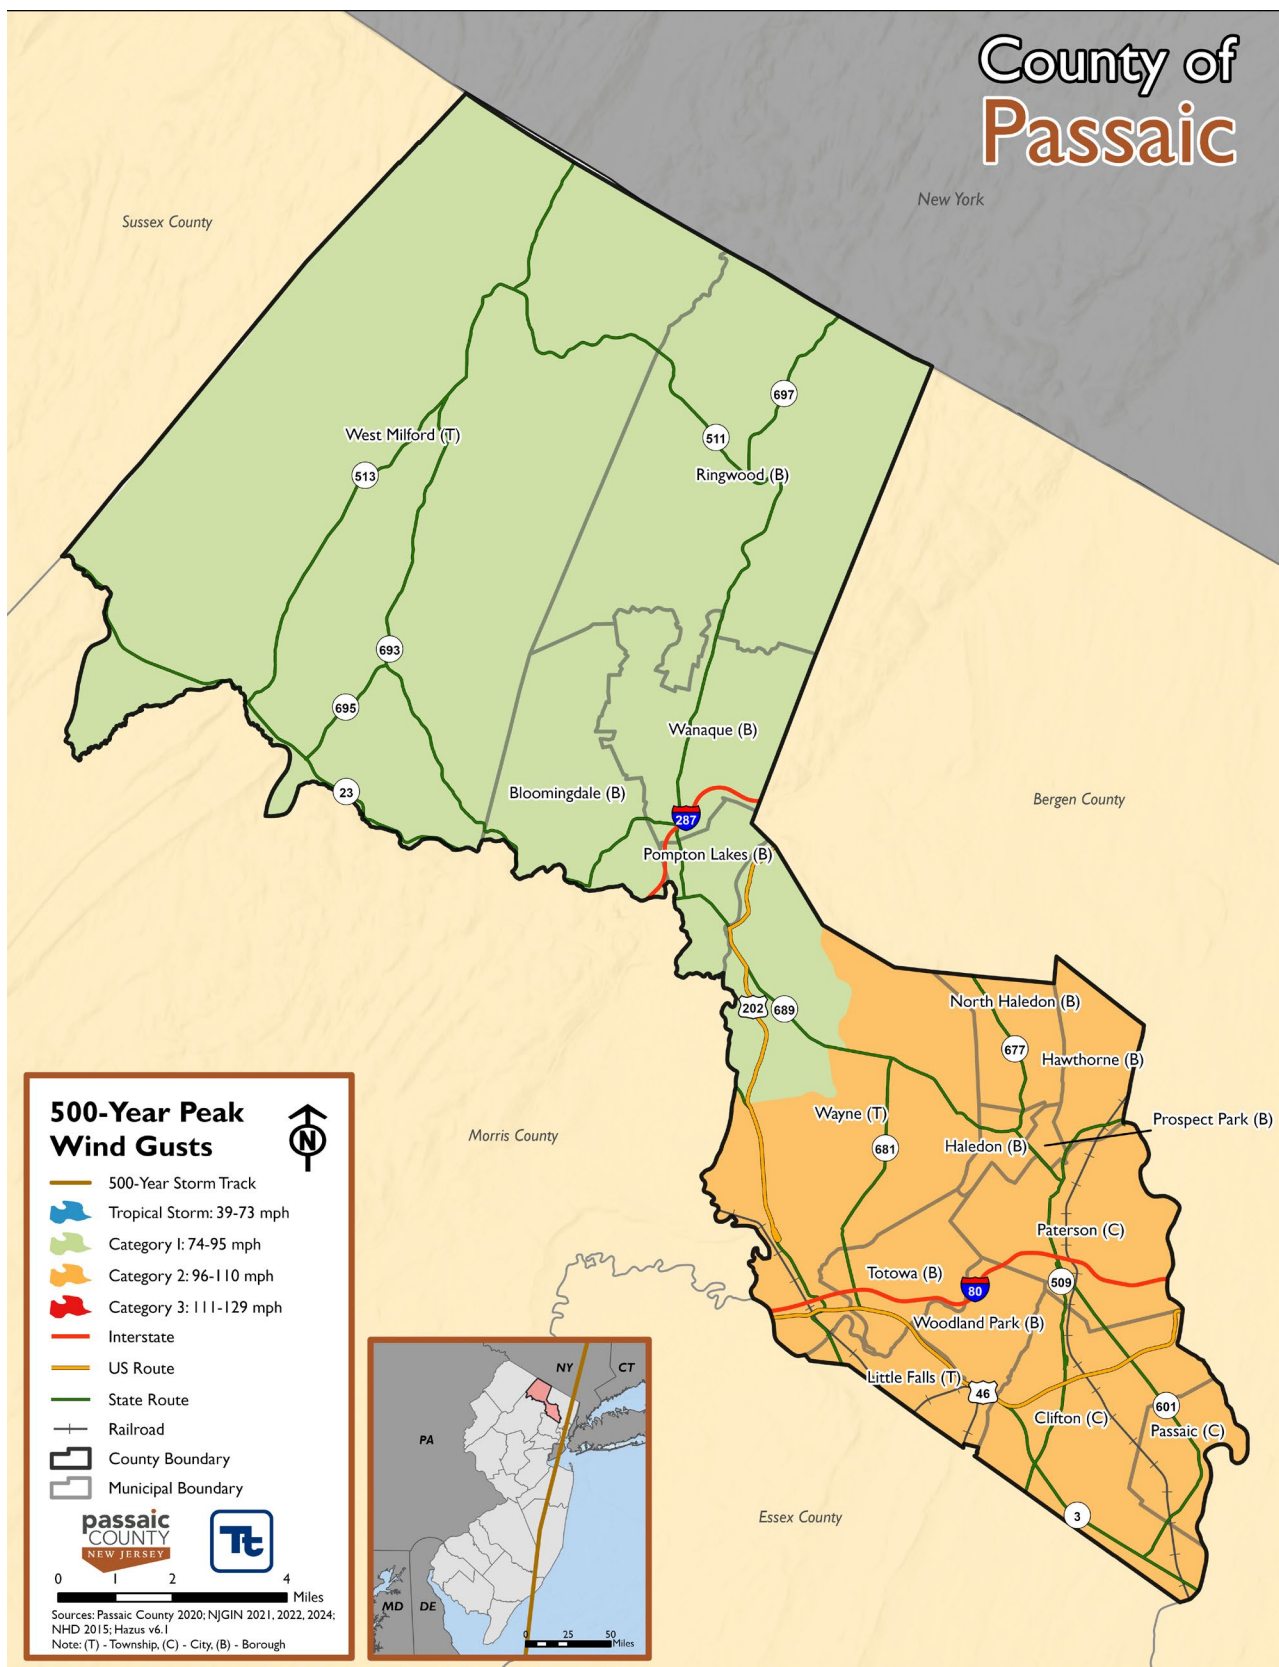 County of
Passaic
New York
Sussex County
697
511
West Milford (T)
Ringwood (B)
513
693
695
Wanaque (B)
23
Bloomingdale (B)
287
Bergen County
Pompton Lakes (B)
202
689
North Haledon (B)
677
Hawthorne (B)
Wayne (T)
Prospect Park (B)
Morris County
681
Haledon (B)
Paterson (C)
Totowa (B)
80
509
Woodland Park (B)
Little Falls (T)
46
601
Clifton (C)
Passaic (C)
3
Essex County
500-Year Peak
Wind Gusts
N
500-Year Storm Track
Tropical Storm: 39-73 mph
Category 1: 74-95 mph
Category 2: 96-110 mph
Category 3: 111-129 mph
Interstate
US Route
State Route
Railroad
County Boundary
Municipal Boundary
passaic
COUNTY
NEW JERSEY
Tt
0 1 2 4
Miles
Sources: Passaic County 2020; NJGIN 2021, 2022, 2024;
NHD 2015; Hazus v6.1
Note: (T) - Township, (C) - City, (B) - Borough
NY
CT
PA
MD
DE
0 25 50
Miles